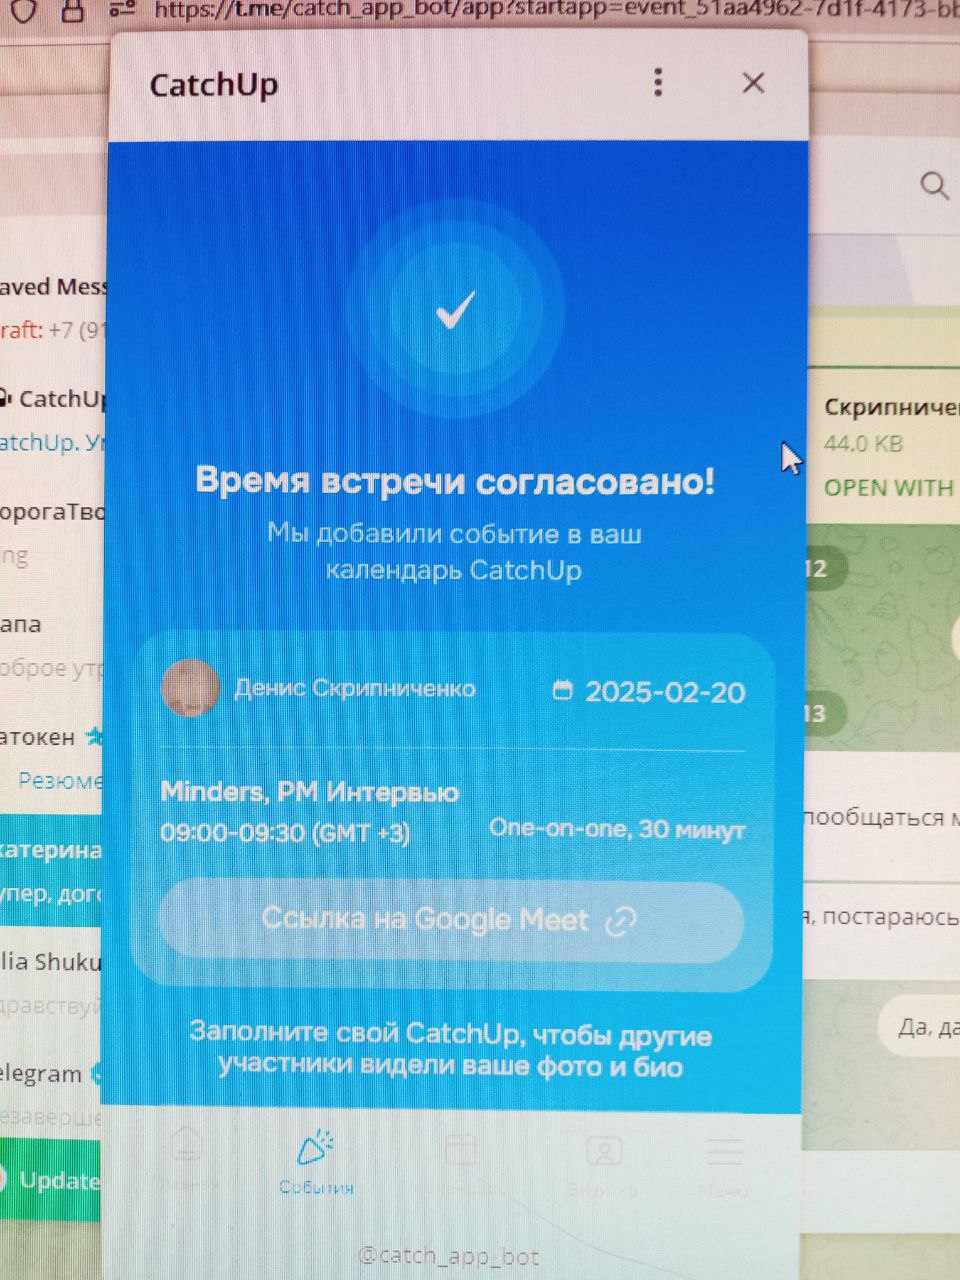 https://t.me/catch_app_bot/app?startapp=event_51aa4962-7d1f-4173-bb
CatchUp
aved Mess
raft: +7 (91
CatchUp
atchUp. Ум
орогаТво
ing
апа
оброе утр
атокен
Резюме
катерина
упер, дого
lia Shuku
дравствуй
elegram
езаверше
Update
Время встречи согласовано!
Мы добавили событие в ваш
календарь CatchUp
Денис Скрипниченко
2025-02-20
Minders, PM Интервью
09:00-09:30 (GMT +3)
One-on-one, 30 минут
Ссылка на Google Meet
Заполните свой CatchUp, чтобы другие
участники видели ваше фото и био
События
Меню
@catch_app_bot
Скрипниче
44.0 KB
OPEN WITH
12
13
пообщаться м
я, постараюсь
Да, да